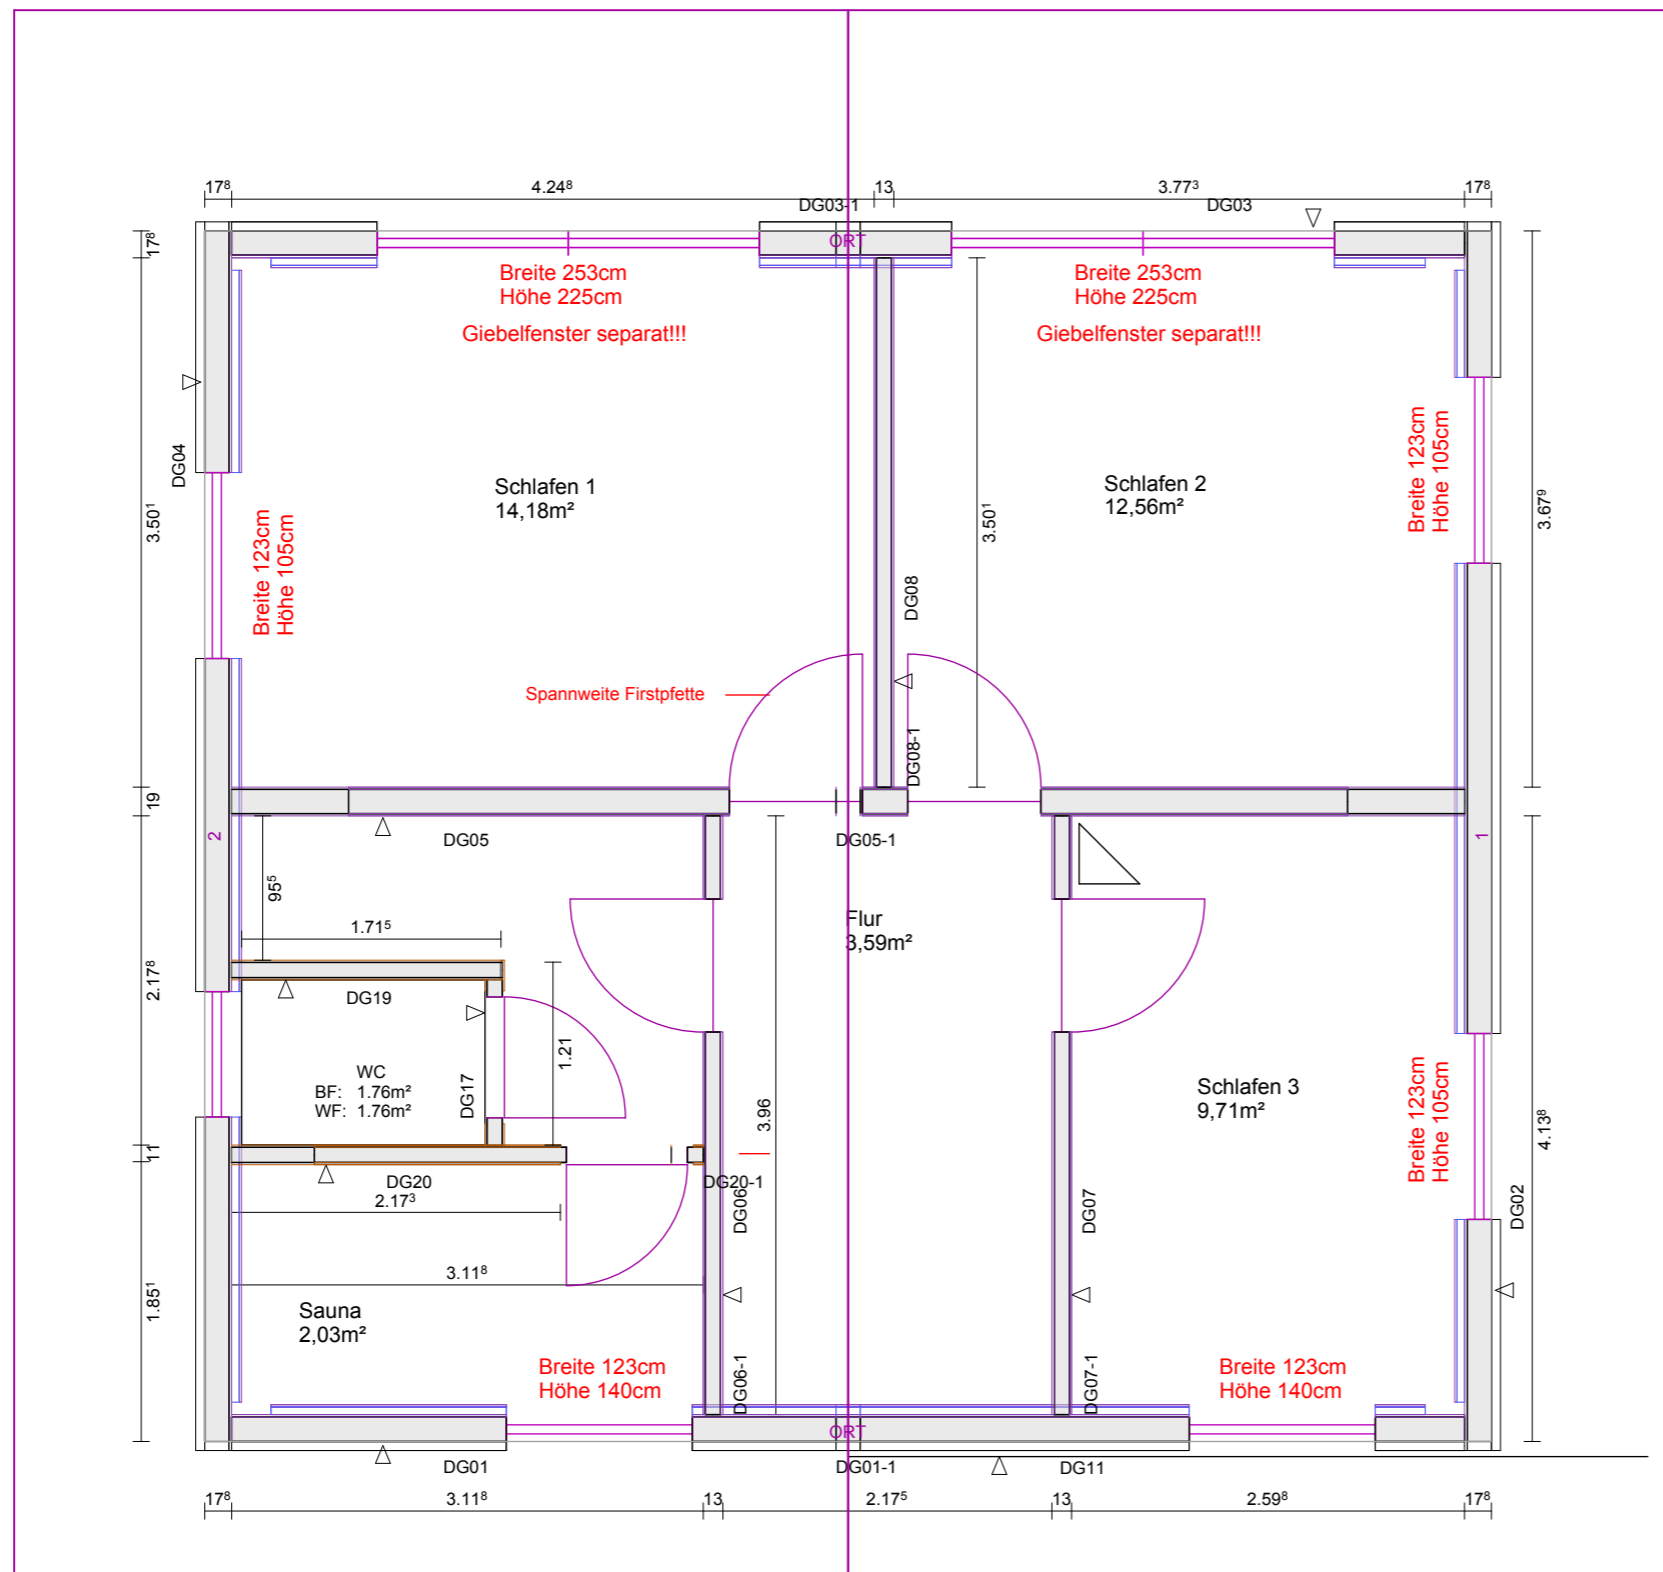 17⁸ 4.24⁸ 13 3.77³ 17⁸
DG03-1 DG03
17⁸
ORT
Breite 253cm
Höhe 225cm
Giebelfenster separat!!!
Breite 253cm
Höhe 225cm
Giebelfenster separat!!!
DG04
3.50¹
Breite 123cm
Höhe 105cm
Schlafen 1
14,18m²
3.50¹
Schlafen 2
12,56m²
Breite 123cm
Höhe 105cm
3.67⁹
DG08
Spannweite Firstpfette
DG08-1
19
2
DG05
DG05-1
1
95⁵
1.71⁵
Flur
3,59m²
2.17⁸
DG19
1.21
WC
BF: 1.76m²
WF: 1.76m²
DG17
3.96
Schlafen 3
9,71m²
Breite 123cm
Höhe 105cm
4.13⁸
11
DG20
DG20-1
2.17³
DG06
DG07
DG02
3.11⁸
1.85¹
Sauna
2,03m²
Breite 123cm
Höhe 140cm
DG06-1
DG07-1
Breite 123cm
Höhe 140cm
ORT
DG01 DG01-1 DG11
17⁸ 3.11⁸ 13 2.17⁵ 13 2.59⁸ 17⁸